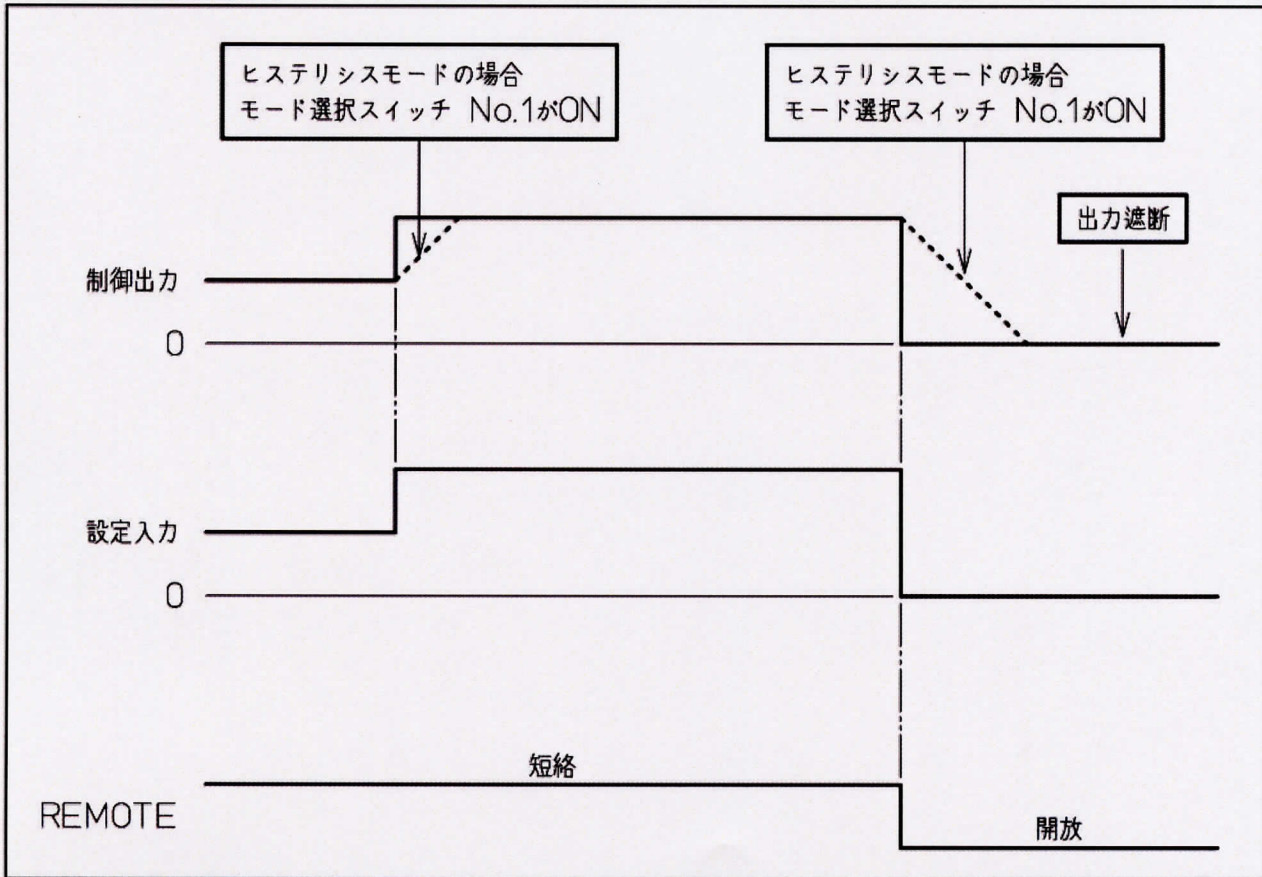 ヒステリシスモードの場合
モード選択スイッチ No.1がON
ヒステリシスモードの場合
モード選択スイッチ No.1がON
出力遮断
制御出力
0
設定入力
0
短絡
REMOTE
開放